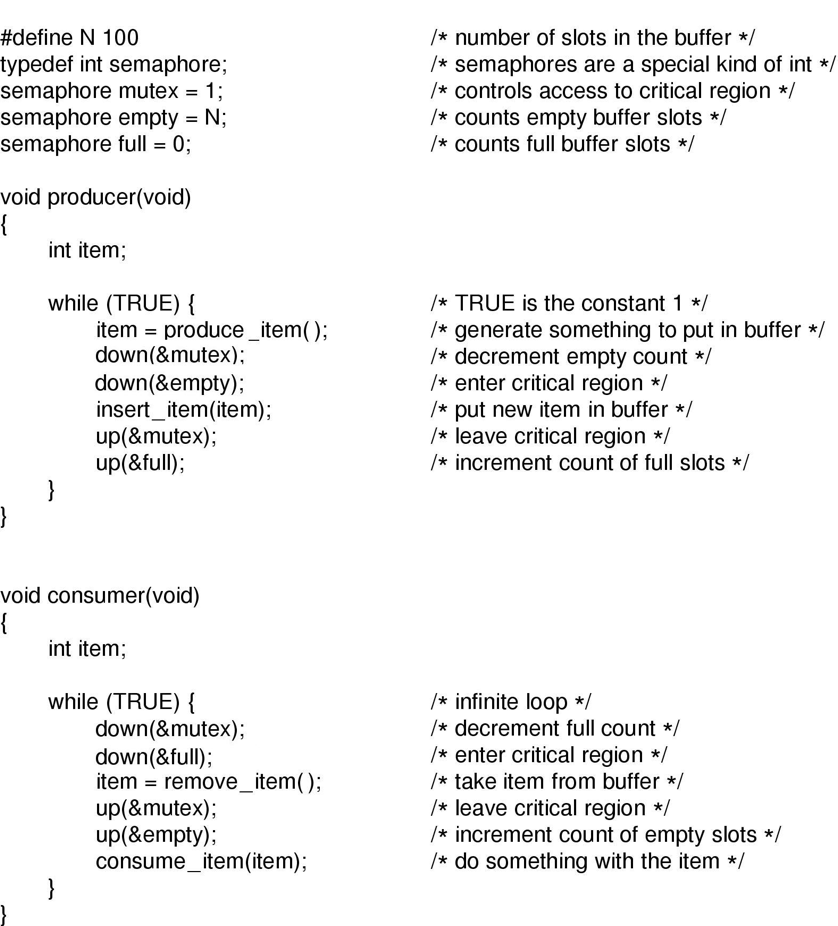 #define N 100 /* number of slots in the buffer */
typedef int semaphore; /* semaphores are a special kind of int */
semaphore mutex = 1; /* controls access to critical region */
semaphore empty = N; /* counts empty buffer slots */
semaphore full = 0; /* counts full buffer slots */
void producer(void)
{
int item;
while (TRUE) { /* TRUE is the constant 1 */
item = produce_item( ); /* generate something to put in buffer */
down(&mutex); /* decrement empty count */
down(&empty); /* enter critical region */
insert_item(item); /* put new item in buffer */
up(&mutex); /* leave critical region */
up(&full); /* increment count of full slots */
}
}
void consumer(void)
{
int item;
while (TRUE) { /* infinite loop */
down(&mutex); /* decrement full count */
down(&full); /* enter critical region */
item = remove_item( ); /* take item from buffer */
up(&mutex); /* leave critical region */
up(&empty); /* increment count of empty slots */
consume_item(item); /* do something with the item */
}
}